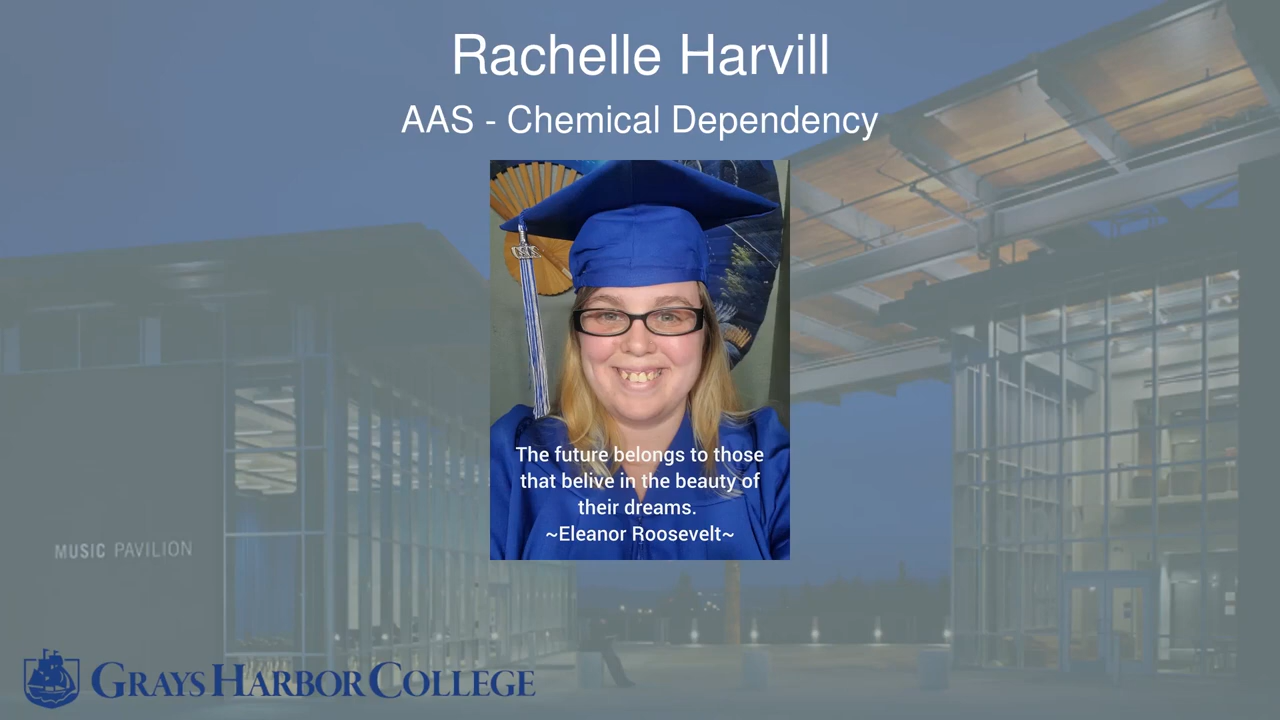 Rachelle Harvill
AAS - Chemical Dependency
The future belongs to those
that belive in the beauty of
their dreams.
~Eleanor Roosevelt~
MUSIC PAVILION
GRAYS HARBOR COLLEGE